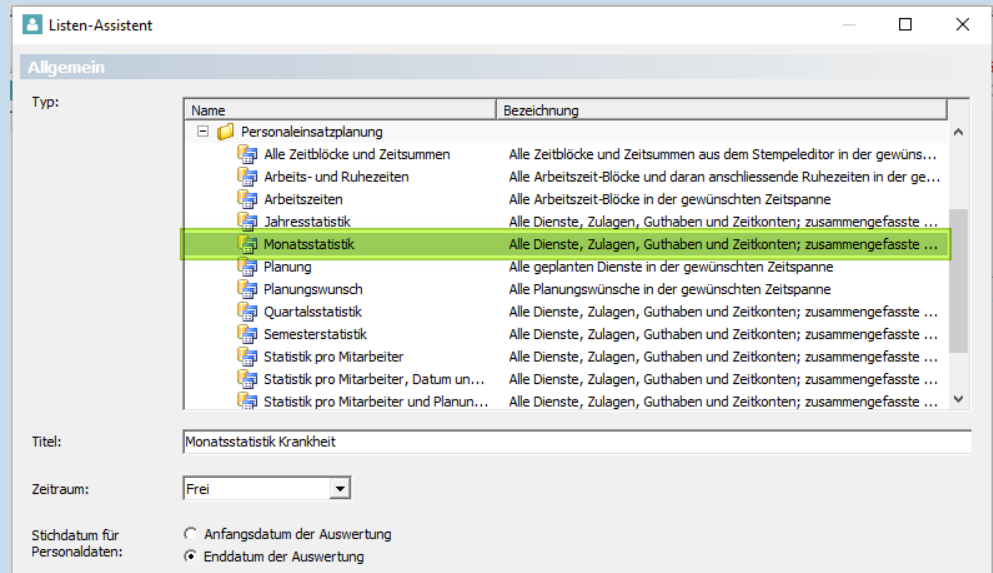 Listen-Assistent
Allgemein
Typ:
Name Bezeichnung
Personaleinsatzplanung
Alle Zeitblöcke und Zeitsummen Alle Zeitblöcke und Zeitsummen aus dem Stempeleditor in der gewüns...
Arbeits- und Ruhezeiten Alle Arbeitszeit-Blöcke und daran anschliessende Ruhezeiten in der ge...
Arbeitszeiten Alle Arbeitszeit-Blöcke in der gewünschten Zeitspanne
Jahresstatistik Alle Dienste, Zulagen, Guthaben und Zeitkonten; zusammengefasste ...
Monatsstatistik Alle Dienste, Zulagen, Guthaben und Zeitkonten; zusammengefasste ...
Planung Alle geplanten Dienste in der gewünschten Zeitspanne
Planungswunsch Alle Planungswünsche in der gewünschten Zeitspanne
Quartalsstatistik Alle Dienste, Zulagen, Guthaben und Zeitkonten; zusammengefasste ...
Semesterstatistik Alle Dienste, Zulagen, Guthaben und Zeitkonten; zusammengefasste ...
Statistik pro Mitarbeiter Alle Dienste, Zulagen, Guthaben und Zeitkonten; zusammengefasste ...
Statistik pro Mitarbeiter, Datum un... Alle Dienste, Zulagen, Guthaben und Zeitkonten; zusammengefasste ...
Statistik pro Mitarbeiter und Planun... Alle Dienste, Zulagen, Guthaben und Zeitkonten; zusammengefasste ...
Titel: Monatsstatistik Krankheit
Zeitraum: Frei
Stichdatum für
Personaldaten:
Anfangsdatum der Auswertung
Enddatum der Auswertung